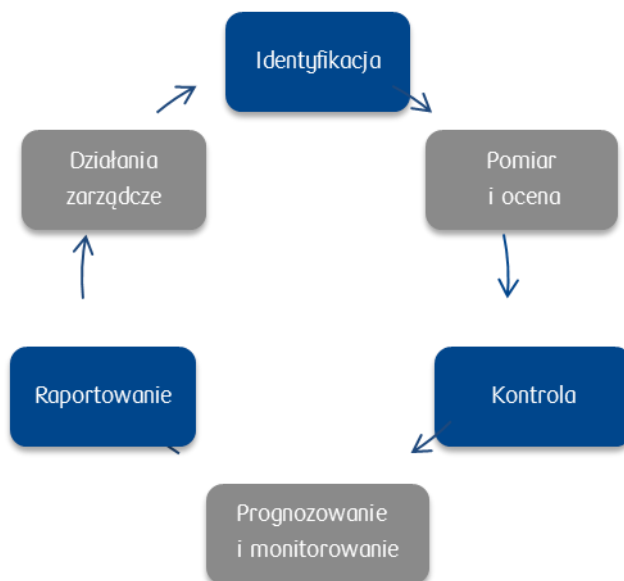 Identyfikacja
Pomiar
i ocena
Kontrola
Prognozowanie
i monitorowanie
Raportowanie
Działania
zarządcze